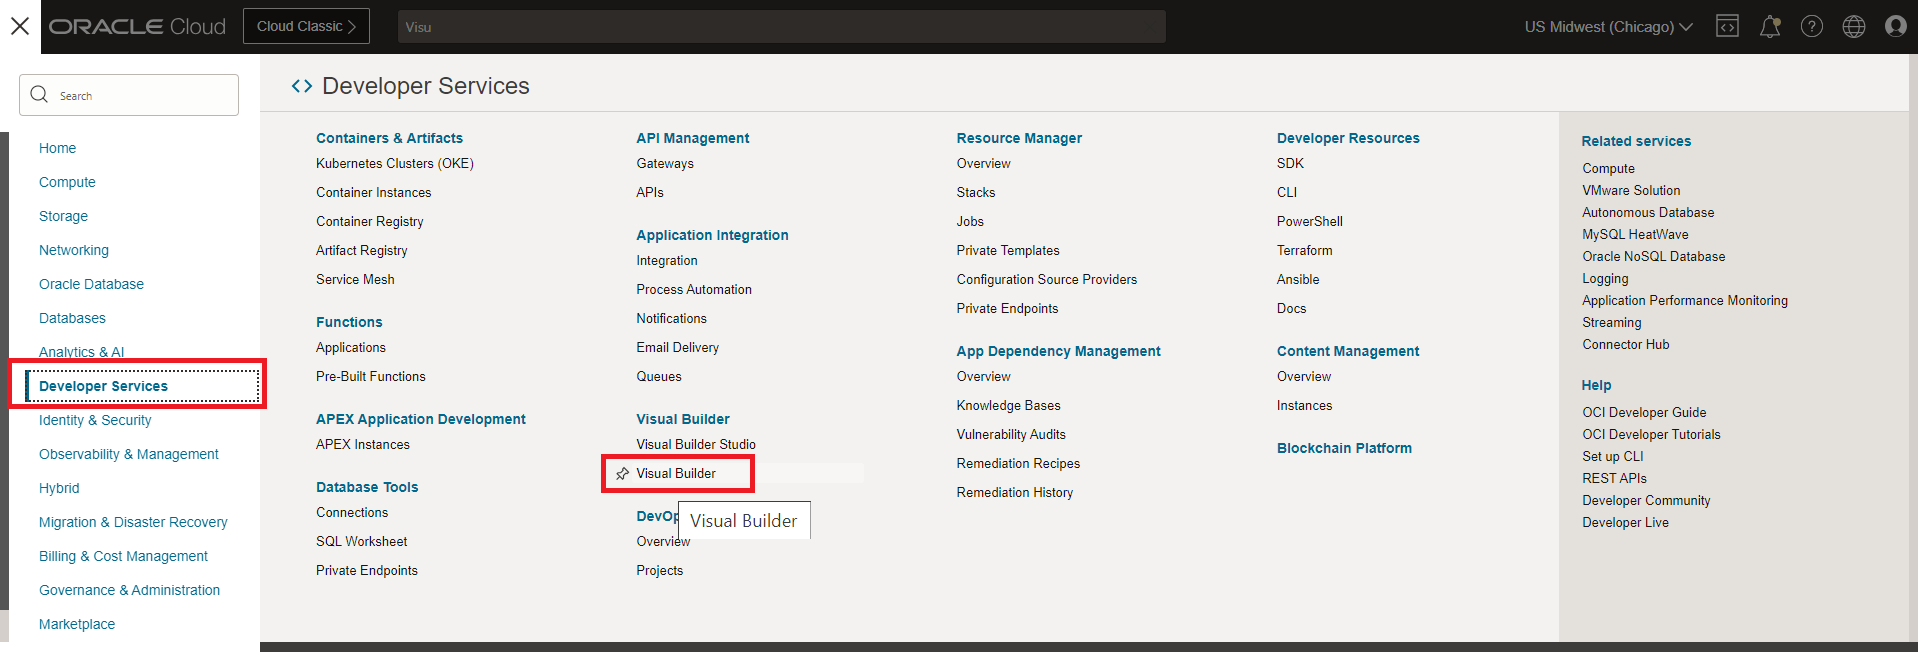 ORACLE Cloud
Cloud Classic
Visu
US Midwest (Chicago)
Search
Home
Compute
Storage
Networking
Oracle Database
Databases
Analytics & AI
Developer Services
Identity & Security
Observability & Management
Hybrid
Migration & Disaster Recovery
Billing & Cost Management
Governance & Administration
Marketplace
Developer Services
Containers & Artifacts
Kubernetes Clusters (OKE)
Container Instances
Container Registry
Artifact Registry
Service Mesh
Functions
Applications
Pre-Built Functions
APEX Application Development
APEX Instances
Database Tools
Connections
SQL Worksheet
Private Endpoints
API Management
Gateways
APIs
Application Integration
Integration
Process Automation
Notifications
Email Delivery
Queues
Visual Builder
Visual Builder Studio
Visual Builder
Visual Builder
DevOp
Overview
Projects
Resource Manager
Overview
Stacks
Jobs
Private Templates
Configuration Source Providers
Private Endpoints
App Dependency Management
Overview
Knowledge Bases
Vulnerability Audits
Remediation Recipes
Remediation History
Developer Resources
SDK
CLI
PowerShell
Terraform
Ansible
Docs
Content Management
Overview
Instances
Blockchain Platform
Related services
Compute
VMware Solution
Autonomous Database
MySQL HeatWave
Oracle NoSQL Database
Logging
Application Performance Monitoring
Streaming
Connector Hub
Help
OCI Developer Guide
OCI Developer Tutorials
Set up CLI
REST APIs
Developer Community
Developer Live